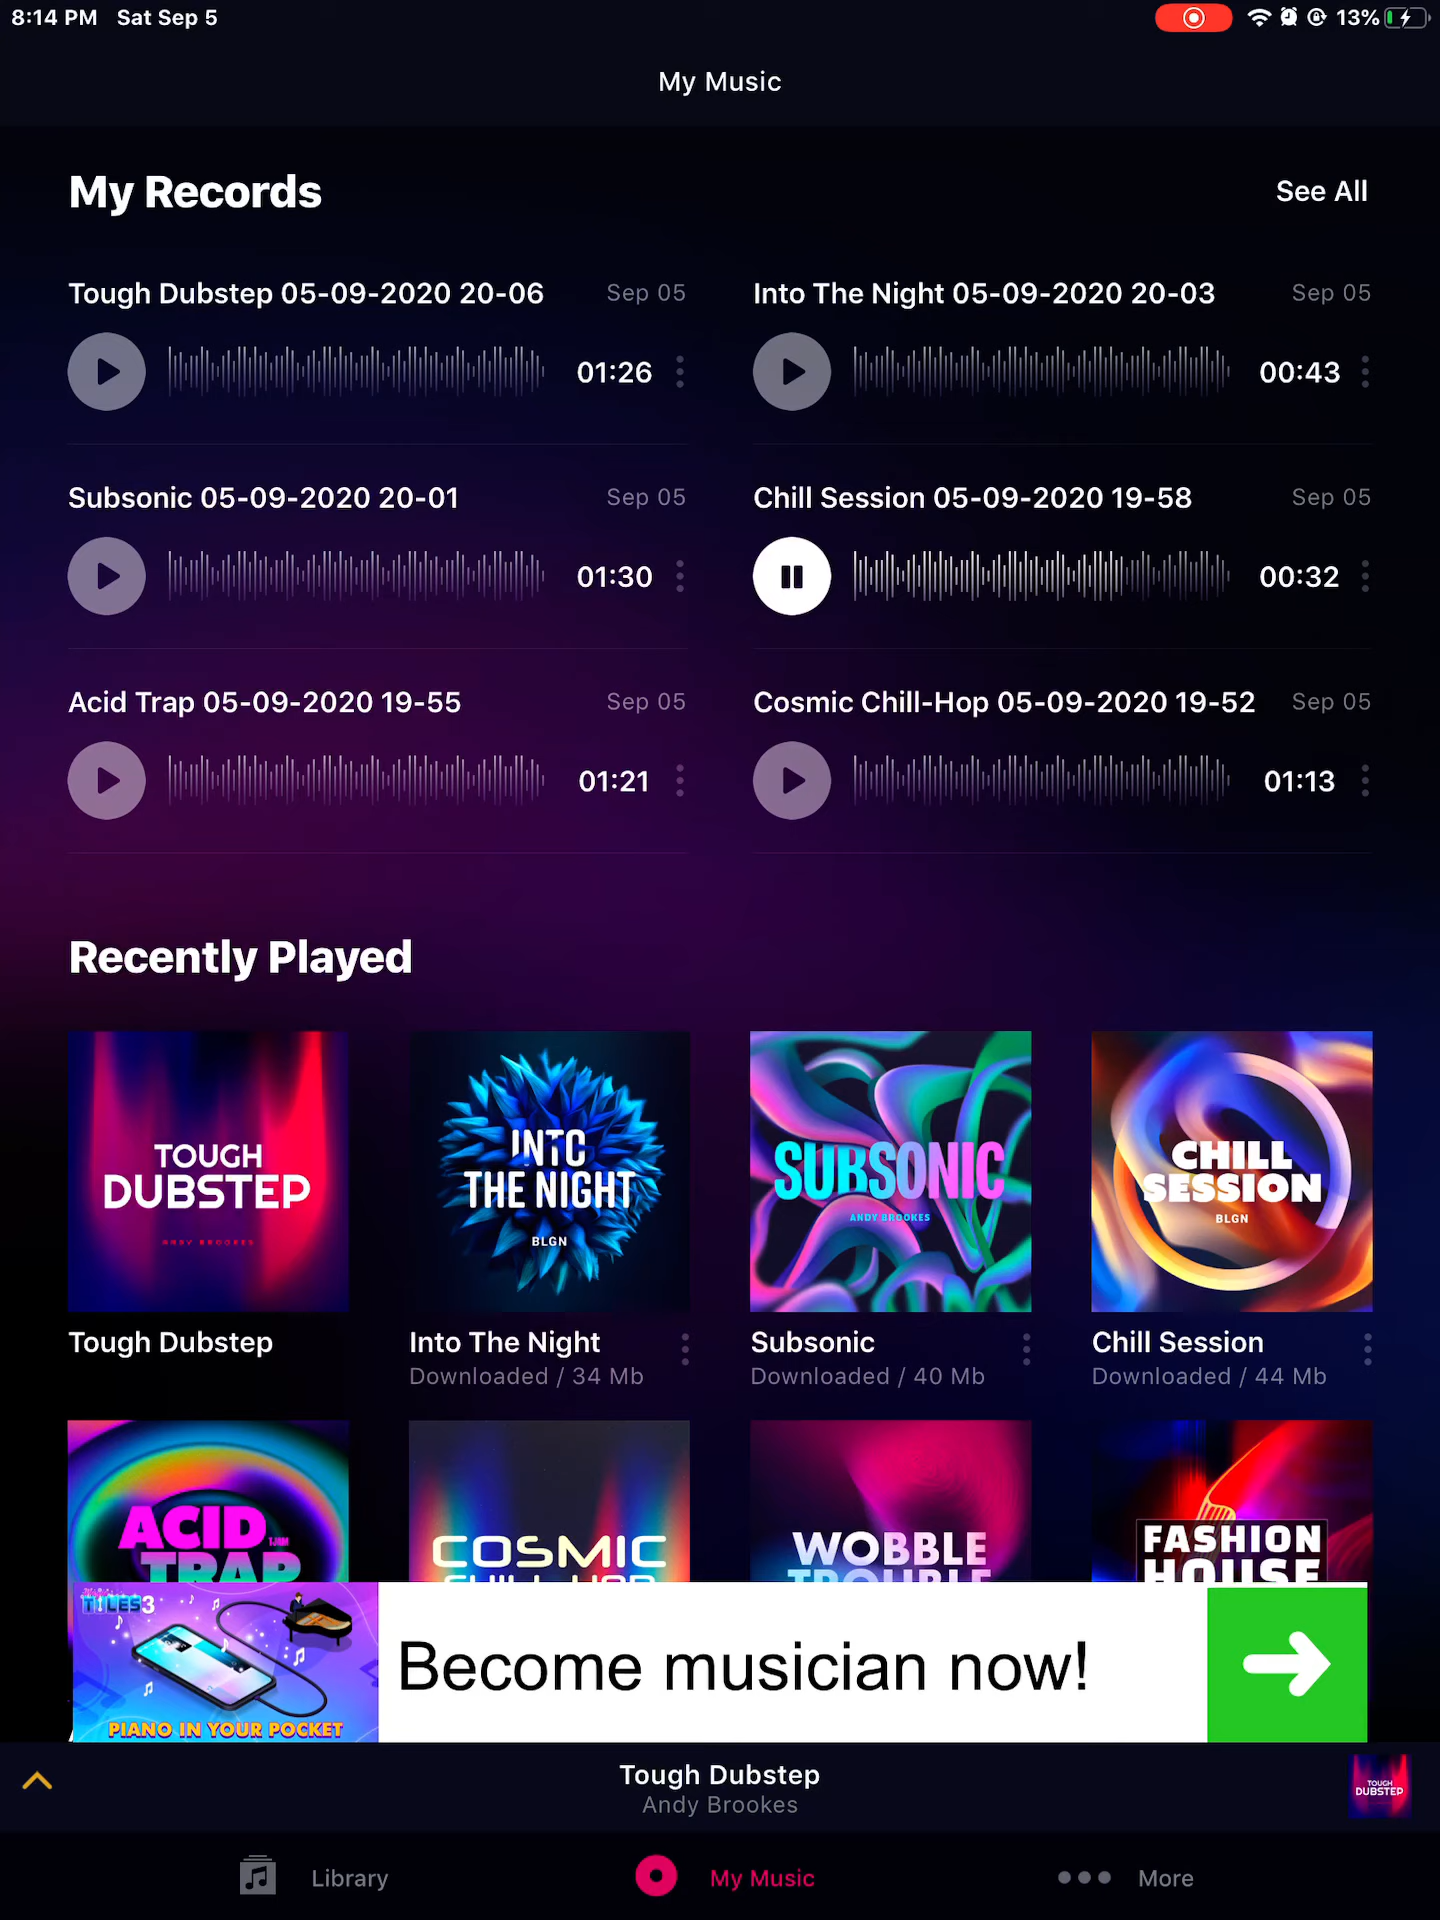 8:14 PM Sat Sep 5
13%
My Music
My Records
See All
Tough Dubstep 05-09-2020 20-06
Sep 05
01:26
Into The Night 05-09-2020 20-03
Sep 05
00:43
Subsonic 05-09-2020 20-01
Sep 05
01:30
Chill Session 05-09-2020 19-58
Sep 05
00:32
Acid Trap 05-09-2020 19-55
Sep 05
01:21
Cosmic Chill-Hop 05-09-2020 19-52
Sep 05
01:13
Recently Played
TOUGH
DUBSTEP
ANDY BROOKES
INTO
THE NIGHT
BLGN
SUBSONIC
ANDY BROOKES
CHILL
SESSION
BLGN
Tough Dubstep
Into The Night
Downloaded / 34 Mb
Subsonic
Downloaded / 40 Mb
Chill Session
Downloaded / 44 Mb
ACID
TRAP
COSMIC
CHILL-HOP
WOBBLE
TROUBLE
FASHION
HOUSE
TILES3
PIANO IN YOUR POCKET
Become musician now!
Tough Dubstep
Andy Brookes
TOUGH
DUBSTEP
Library
My Music
More